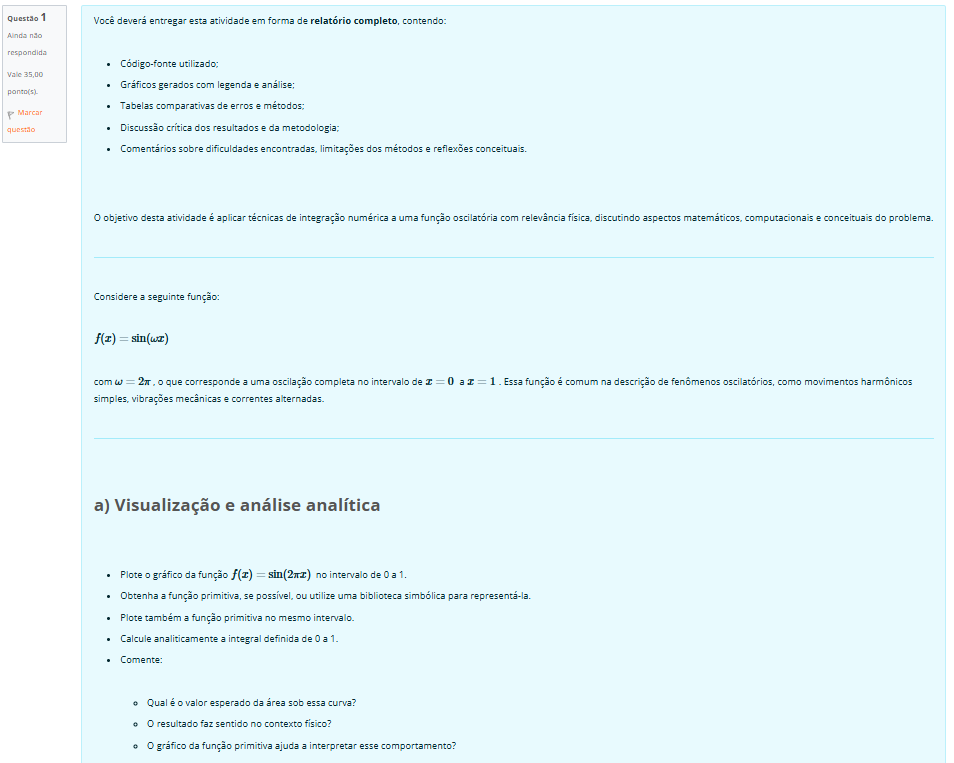 Questão 1
Ainda não
respondida
Vale 35,00
ponto(s).
Marcar
questão
Você deverá entregar esta atividade em forma de relatório completo, contendo:
• Código-fonte utilizado;
• Gráficos gerados com legenda e análise;
• Tabelas comparativas de erros e métodos;
• Discussão crítica dos resultados e da metodologia;
• Comentários sobre dificuldades encontradas, limitações dos métodos e reflexões conceituais.
O objetivo desta atividade é aplicar técnicas de integração numérica a uma função oscilatória com relevância física, discutindo aspectos matemáticos, computacionais e conceituais do problema.
Considere a seguinte função:
f(x) = sin(ωx)
com ω = 2π , o que corresponde a uma oscilação completa no intervalo de x = 0 a x = 1 . Essa função é comum na descrição de fenômenos oscilatórios, como movimentos harmônicos
simples, vibrações mecânicas e correntes alternadas.
a) Visualização e análise analítica
• Plote o gráfico da função f(x) = sin(2πx) no intervalo de 0 a 1.
• Obtenha a função primitiva, se possível, ou utilize uma biblioteca simbólica para representá-la.
• Plote também a função primitiva no mesmo intervalo.
• Calcule analiticamente a integral definida de 0 a 1.
• Comente:
◦ Qual é o valor esperado da área sob essa curva?
◦ O resultado faz sentido no contexto físico?
◦ O gráfico da função primitiva ajuda a interpretar esse comportamento?